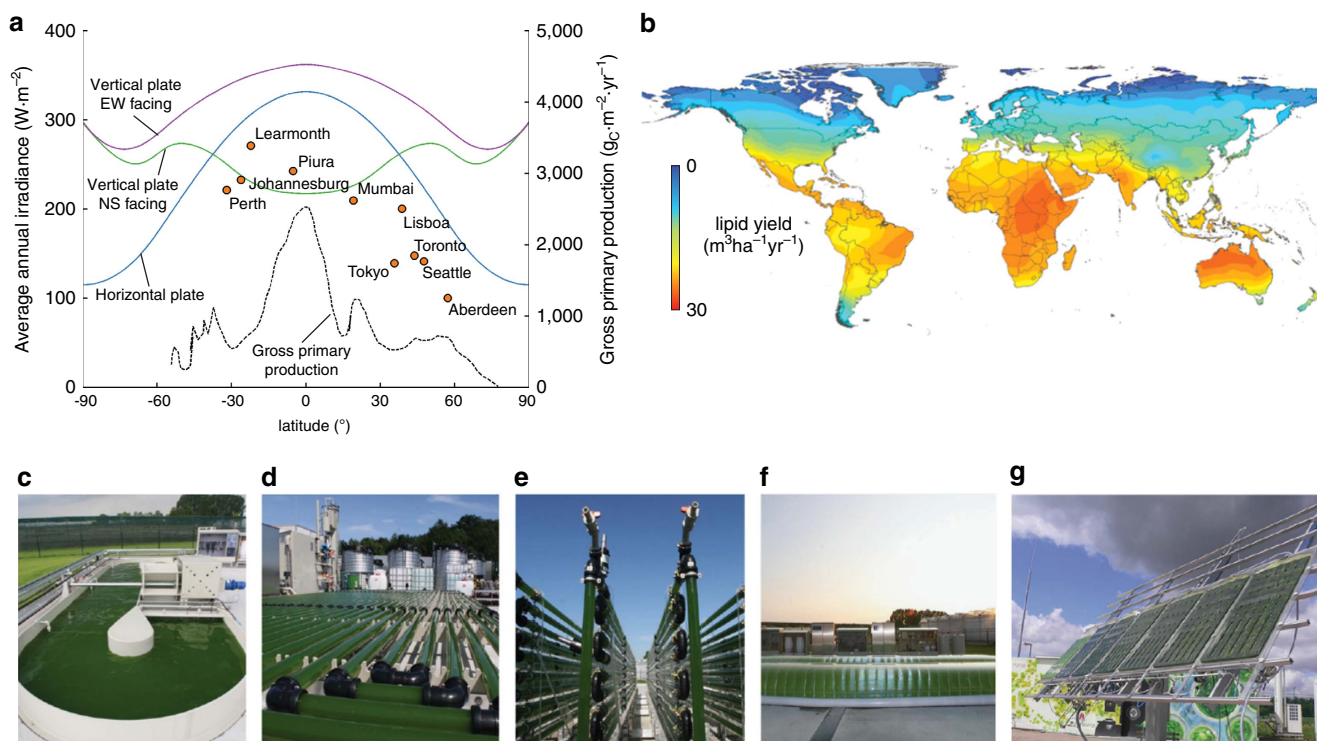 a
400
300
200
100
0
Average annual irradiance (W·m⁻²)
5,000
4,000
3,000
2,000
1,000
0
Gross primary production (g_C·m⁻²·yr⁻¹)
-90
-60
-30
0
30
60
90
latitude (°)
Vertical plate
EW facing
Vertical plate
NS facing
Horizontal plate
Learmonth
Piura
Johannesburg
Perth
Mumbai
Lisboa
Toronto
Tokyo
Seattle
Aberdeen
Gross primary
production
b
0
lipid yield
(m³ha⁻¹yr⁻¹)
30
c
d
e
f
g